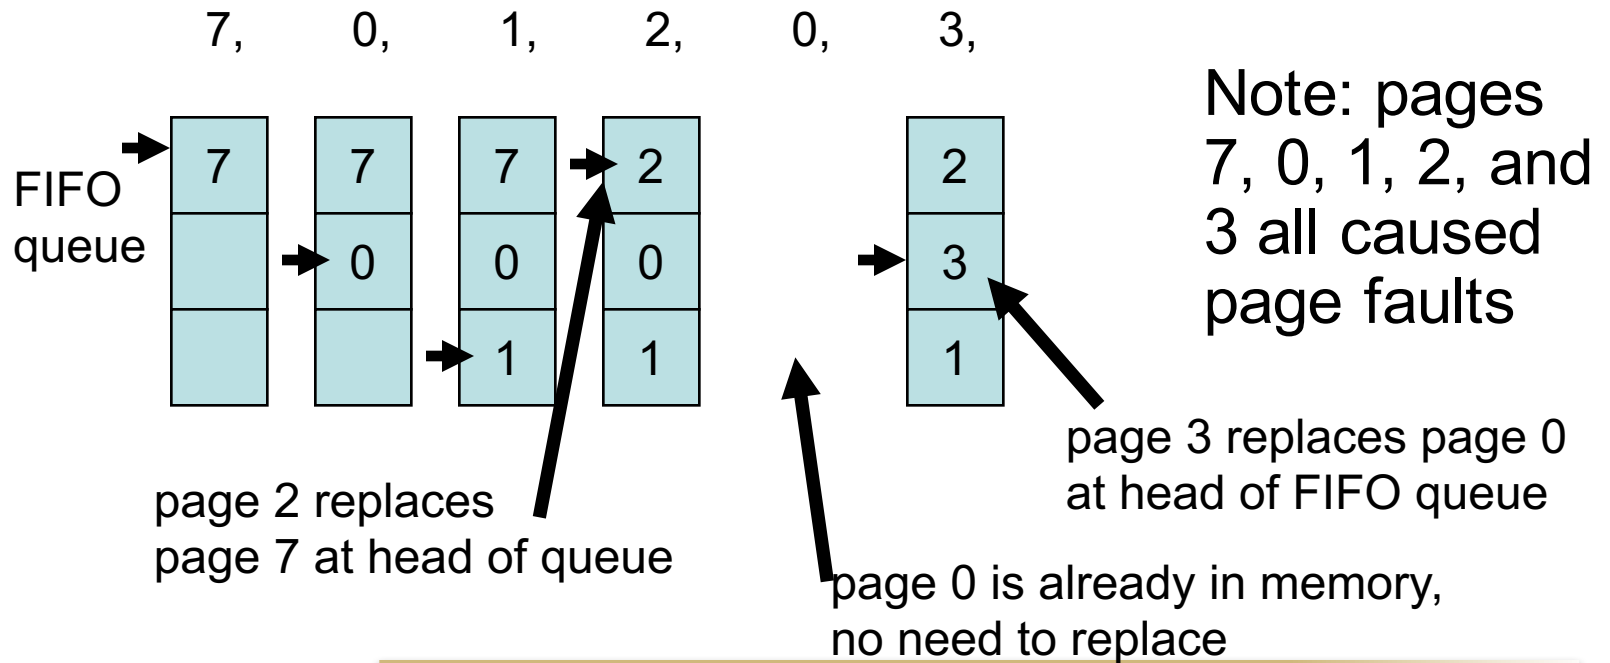 7, 0, 1, 2, 0, 3,
Note: pages
7, 0, 1, 2, and
3 all caused
page faults
FIFO
queue
7 7 7 2 2
0 0 0 3
1 1 1
page 3 replaces page 0
at head of FIFO queue
page 2 replaces
page 7 at head of queue
page 0 is already in memory,
no need to replace